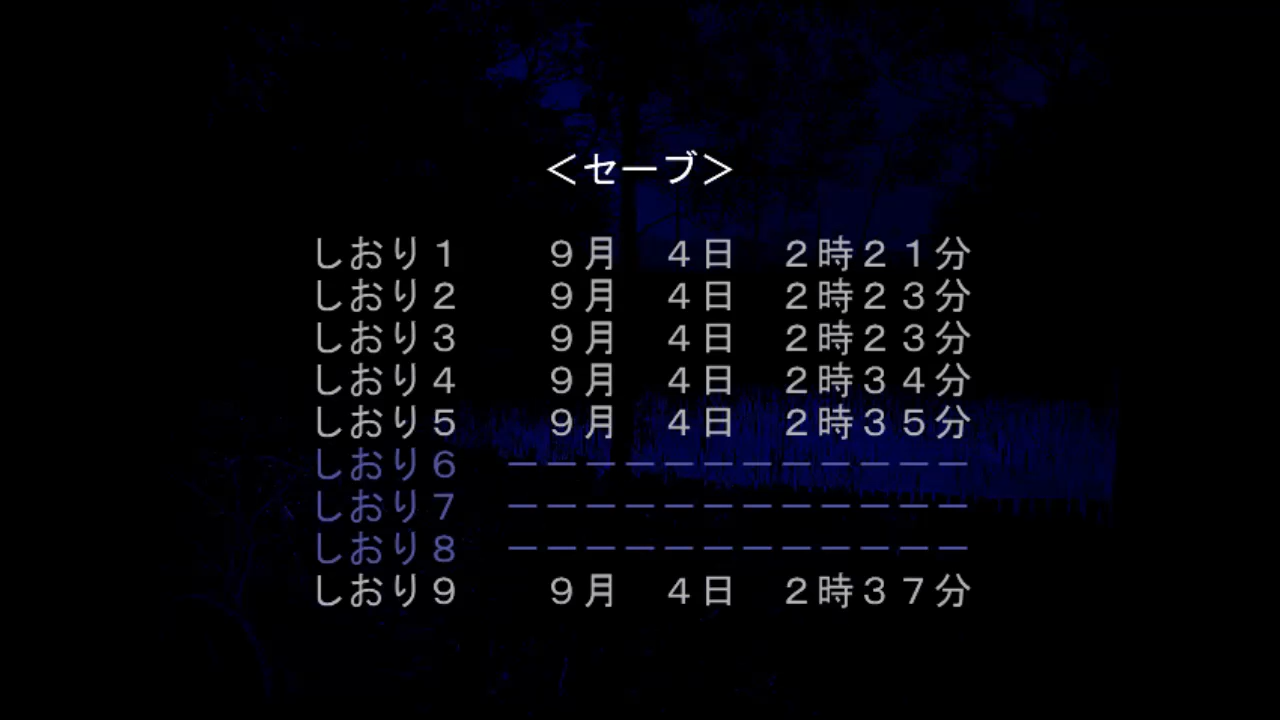 ＜セーブ＞
しおり１　　９月　４日　２時２１分
しおり２　　９月　４日　２時２３分
しおり３　　９月　４日　２時２３分
しおり４　　９月　４日　２時３４分
しおり５　　９月　４日　２時３５分
しおり６　－－－－－－－－－－－－
しおり７　－－－－－－－－－－－－
しおり８　－－－－－－－－－－－－
しおり９　　９月　４日　２時３７分